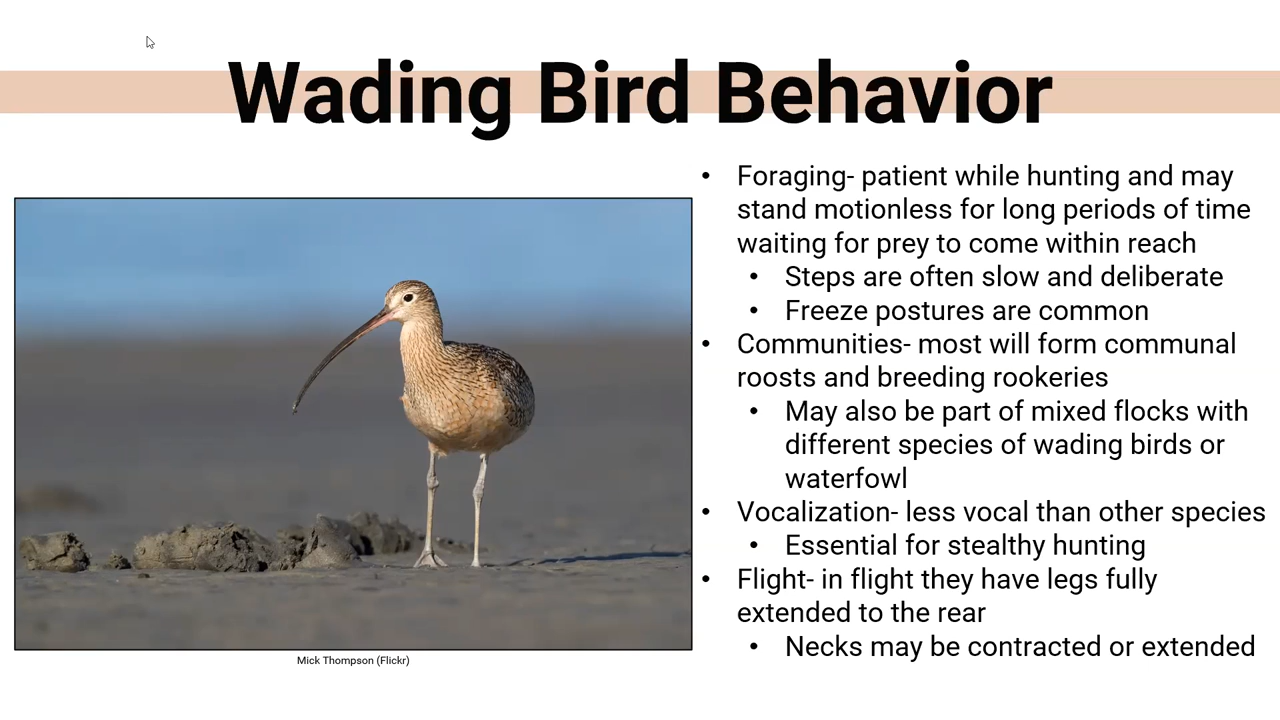 Wading Bird Behavior
• Foraging- patient while hunting and may
stand motionless for long periods of time
waiting for prey to come within reach
• Steps are often slow and deliberate
• Freeze postures are common
• Communities- most will form communal
roosts and breeding rookeries
• May also be part of mixed flocks with
different species of wading birds or
waterfowl
• Vocalization- less vocal than other species
• Essential for stealthy hunting
• Flight- in flight they have legs fully
extended to the rear
• Necks may be contracted or extended
Mick Thompson (Flickr)